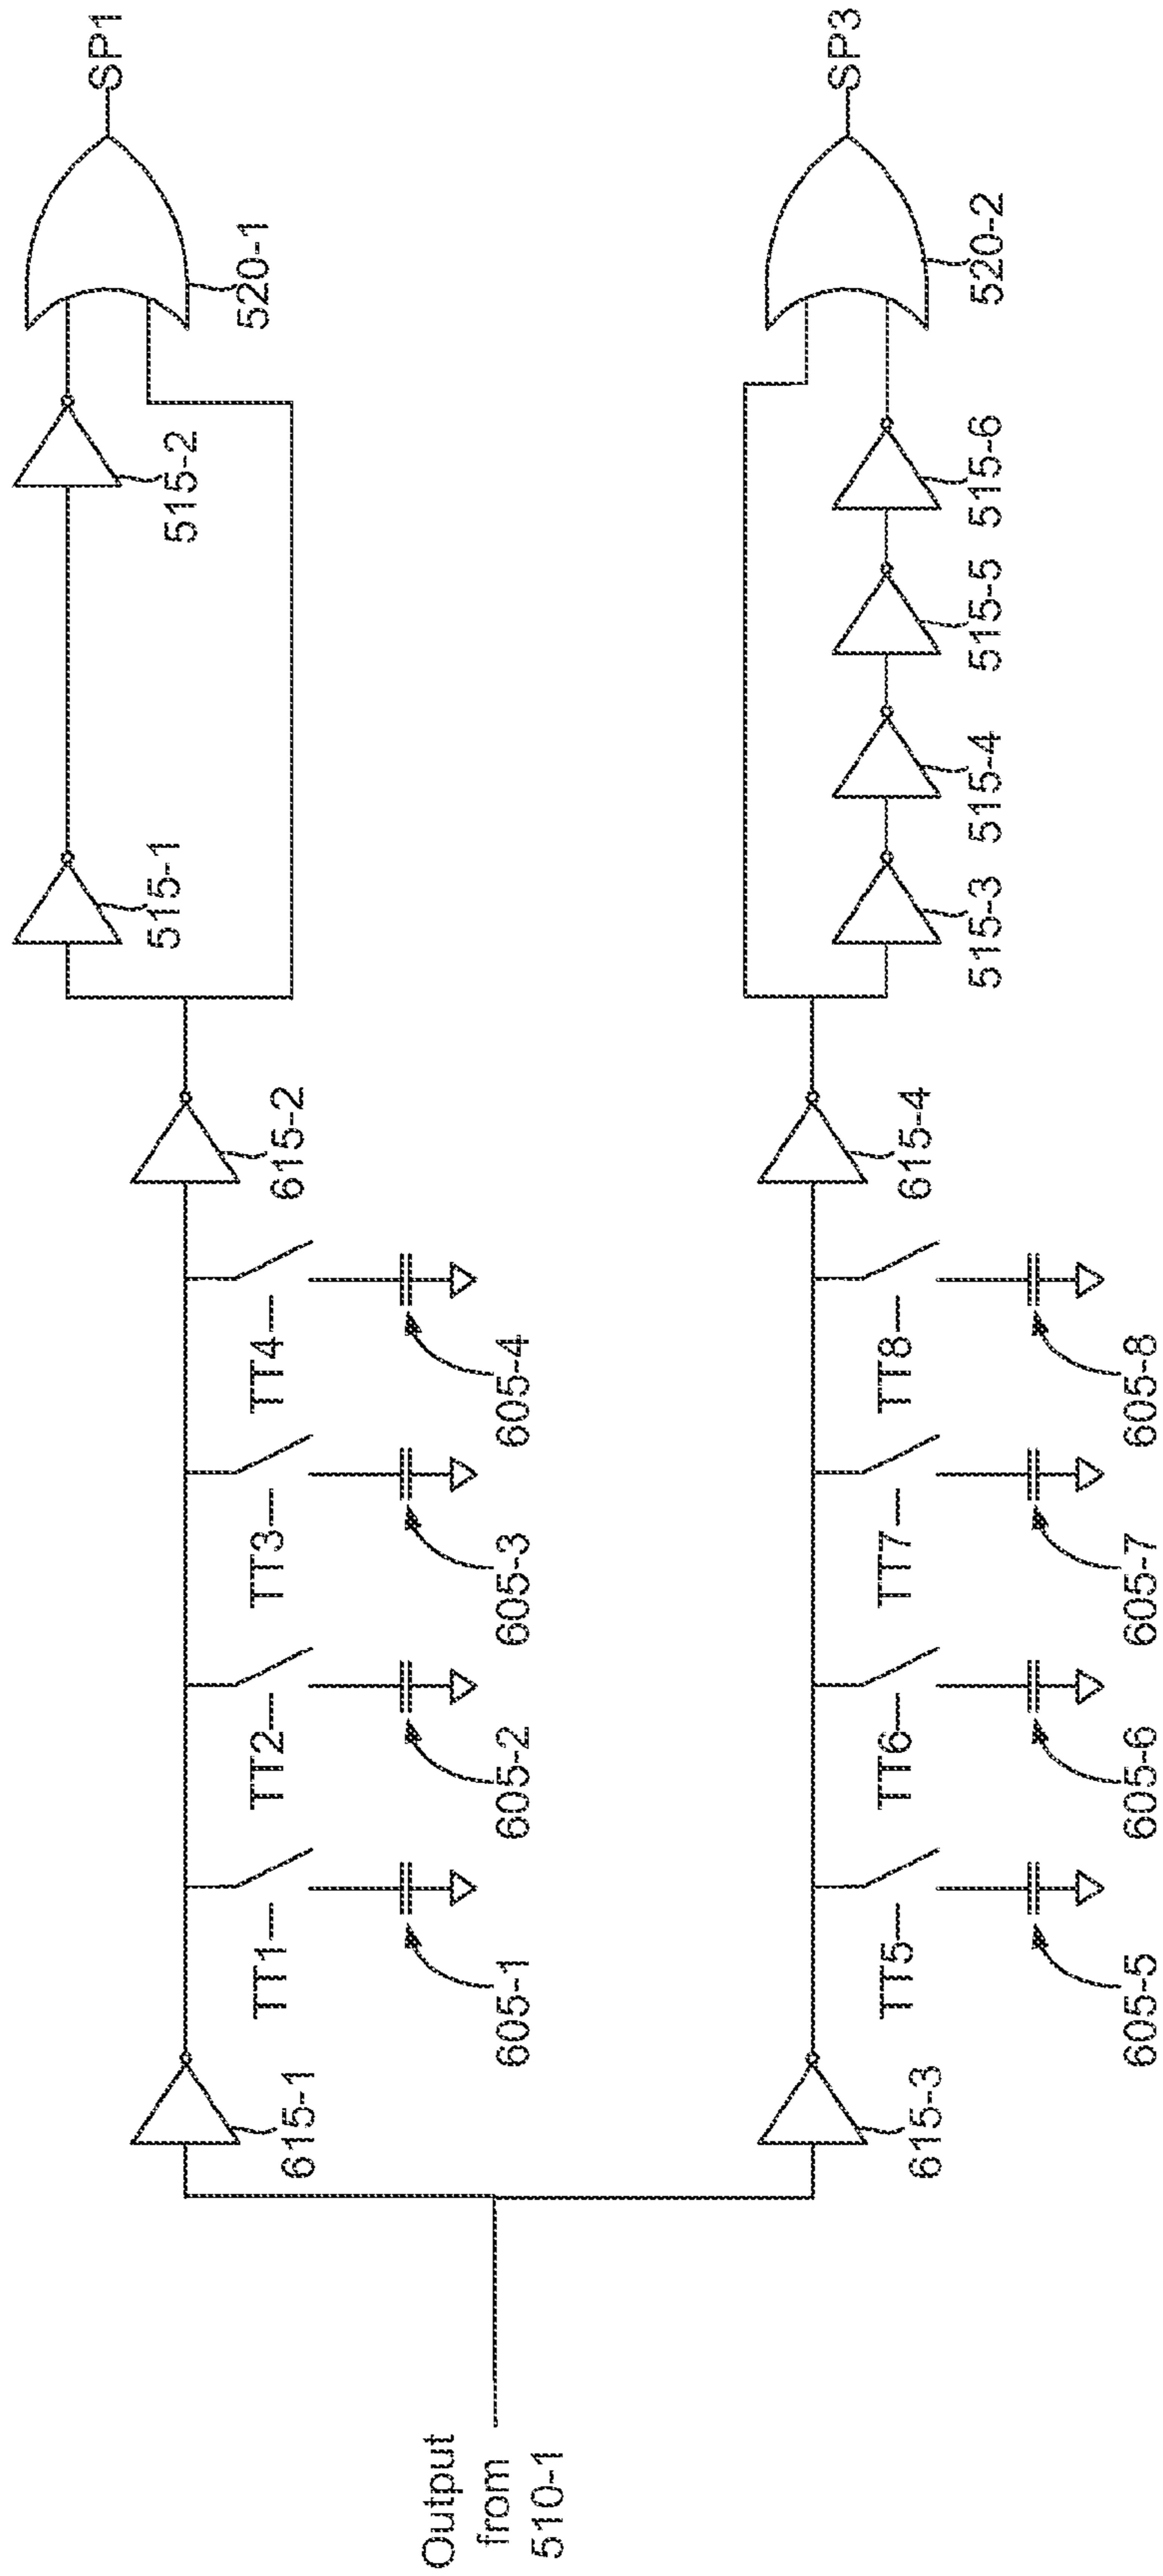 Output
from
510-1
615-1
TT1
605-1
TT2
605-2
TT3
605-3
TT4
605-4
615-2
515-1
515-2
520-1
SP1
615-3
TT5
605-5
TT6
605-6
TT7
605-7
TT8
605-8
615-4
515-3
515-4
515-5
515-6
520-2
SP3